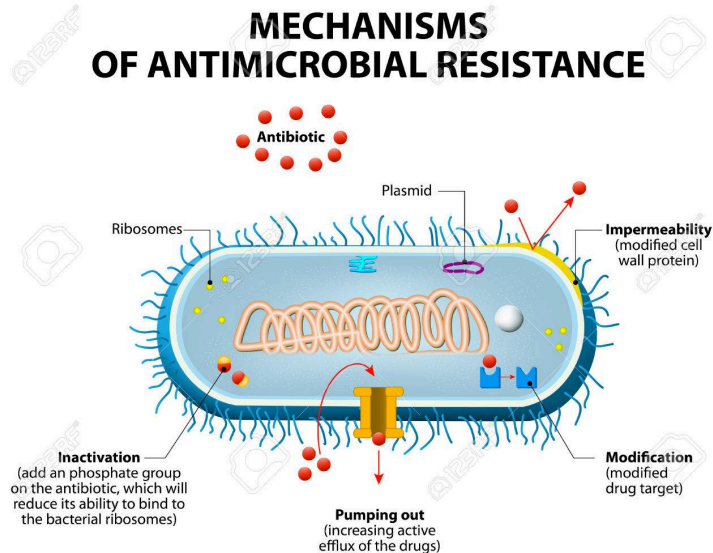 MECHANISMS
OF ANTIMICROBIAL RESISTANCE
Antibiotic
Plasmid
Ribosomes
Impermeability
(modified cell
wall protein)
Inactivation
(add an phosphate group
on the antibiotic, which will
reduce its ability to bind to
the bacterial ribosomes)
Pumping out
(increasing active
efflux of the drugs)
Modification
(modified
drug target)
123RF